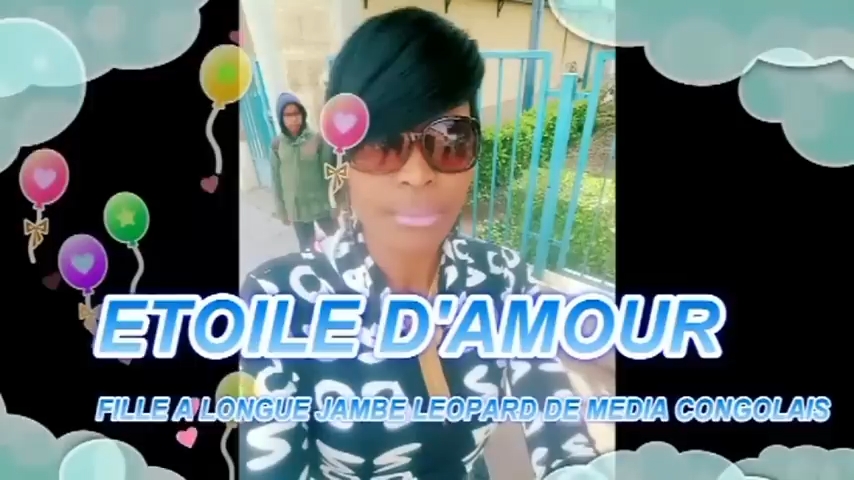 ETOILE D'AMOUR
FILLE A LONGUE JAMBE LEOPARD DE MEDIA CONGOLAIS